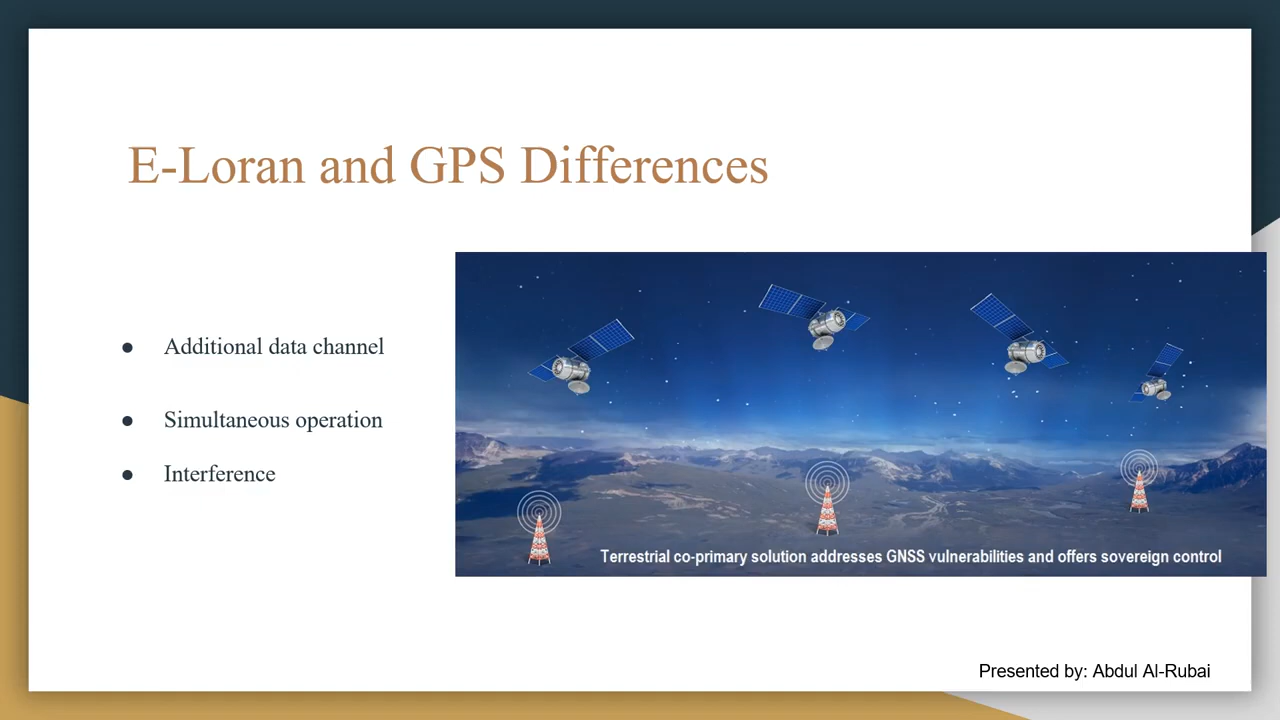 E-Loran and GPS Differences
● Additional data channel
● Simultaneous operation
● Interference
Terrestrial co-primary solution addresses GNSS vulnerabilities and offers sovereign control
Presented by: Abdul Al-Rubai